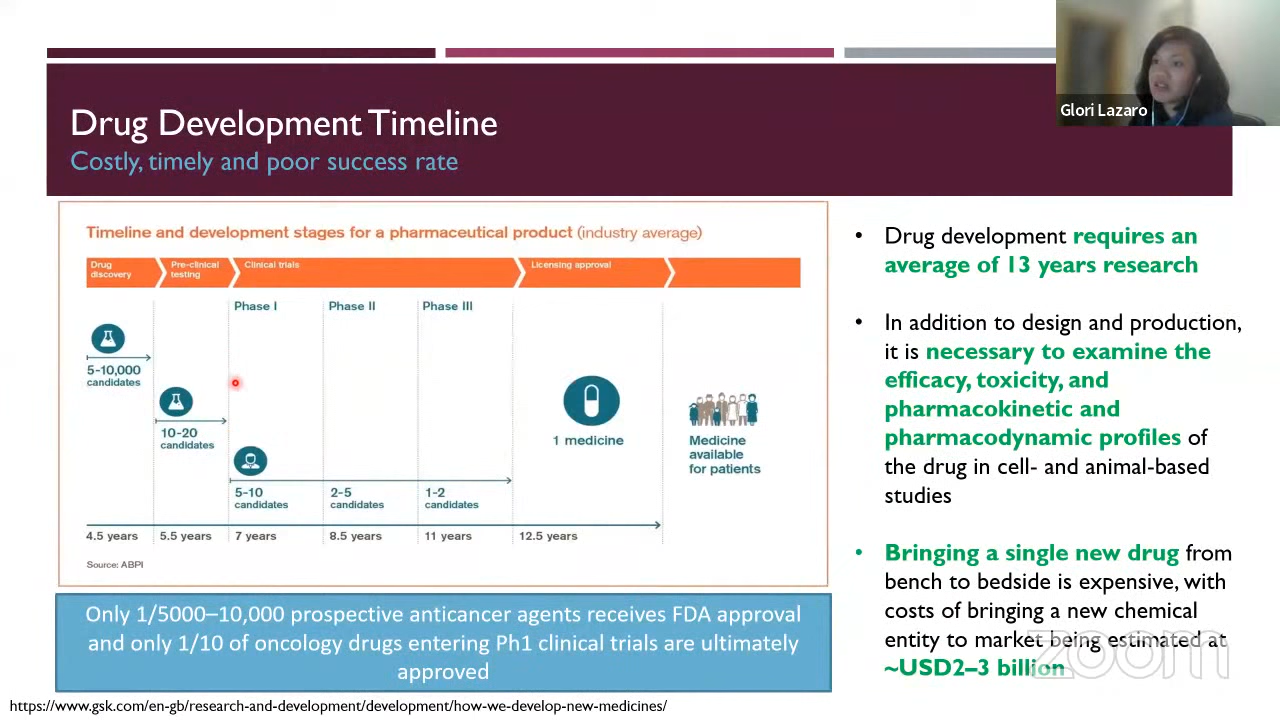 Glori Lazaro
Drug Development Timeline
Costly, timely and poor success rate
Timeline and development stages for a pharmaceutical product (industry average)
Drug
discovery
Pre-clinical
testing
Clinical trials
Licensing approval
Phase I
Phase II
Phase III
5-10,000
candidates
10-20
candidates
5-10
candidates
2-5
candidates
1-2
candidates
1 medicine
Medicine
available
for patients
4.5 years
5.5 years
7 years
8.5 years
11 years
12.5 years
Source: ABPI
Only 1/5000–10,000 prospective anticancer agents receives FDA approval
and only 1/10 of oncology drugs entering Ph1 clinical trials are ultimately
approved
• Drug development requires an
average of 13 years research
• In addition to design and production,
it is necessary to examine the
efficacy, toxicity, and
pharmacokinetic and
pharmacodynamic profiles of
the drug in cell- and animal-based
studies
• Bringing a single new drug from
bench to bedside is expensive, with
costs of bringing a new chemical
entity to market being estimated at
~USD2–3 billion
zoom
https://www.gsk.com/en-gb/research-and-development/development/how-we-develop-new-medicines/